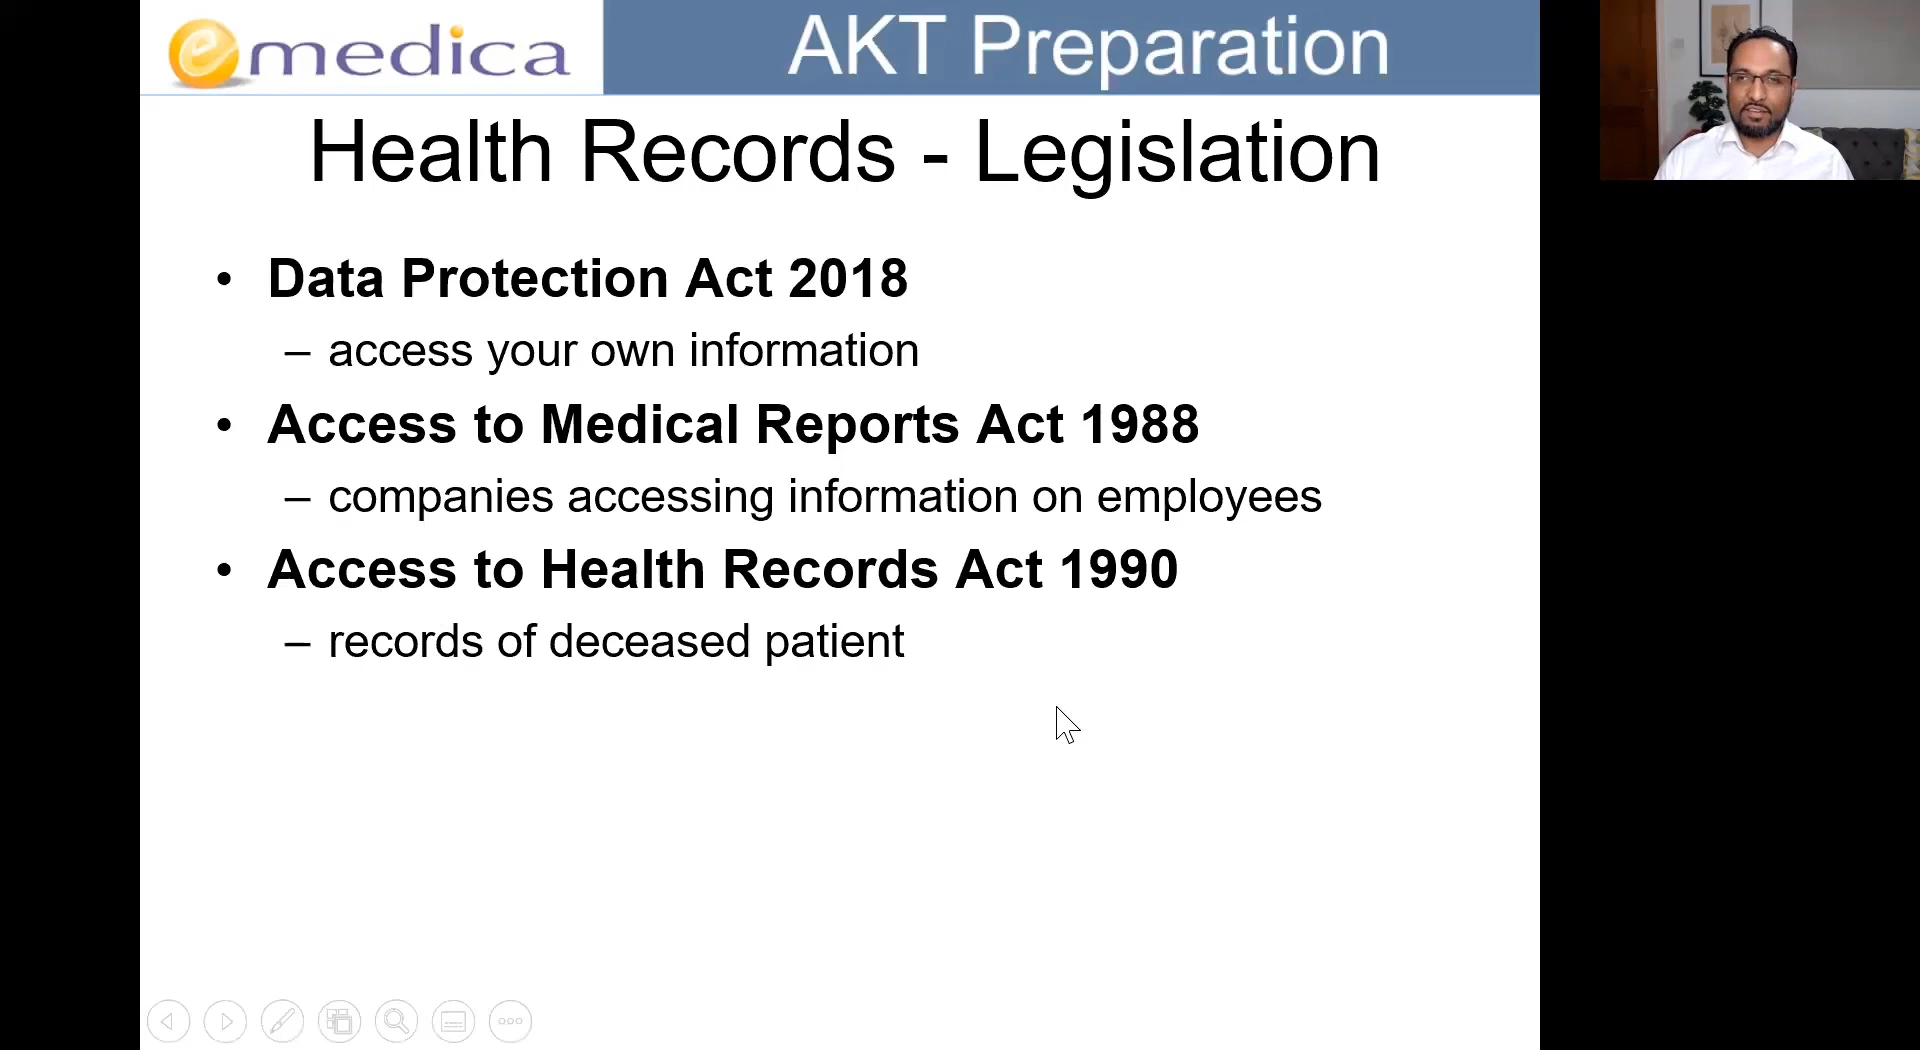 emedica
AKT Preparation
Health Records - Legislation
• Data Protection Act 2018
– access your own information
• Access to Medical Reports Act 1988
– companies accessing information on employees
• Access to Health Records Act 1990
– records of deceased patient